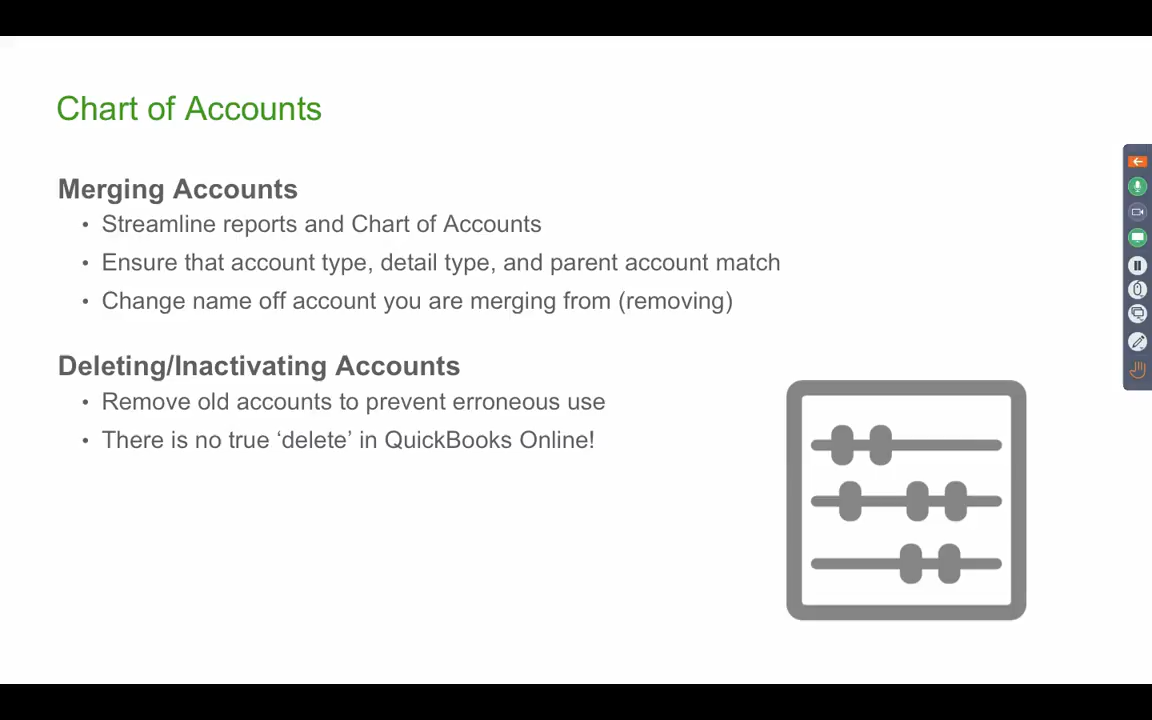 Chart of Accounts
Merging Accounts
• Streamline reports and Chart of Accounts
• Ensure that account type, detail type, and parent account match
• Change name off account you are merging from (removing)
Deleting/Inactivating Accounts
• Remove old accounts to prevent erroneous use
• There is no true ‘delete’ in QuickBooks Online!